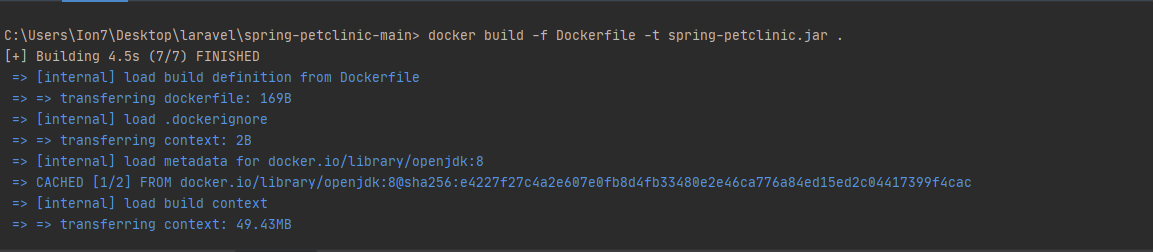 C:\Users\Ion7\Desktop\laravel\spring-petclinic-main> docker build -f Dockerfile -t spring-petclinic.jar .
[+] Building 4.5s (7/7) FINISHED
=> [internal] load build definition from Dockerfile
=> => transferring dockerfile: 169B
=> [internal] load .dockerignore
=> => transferring context: 2B
=> [internal] load metadata for docker.io/library/openjdk:8
=> CACHED [1/2] FROM docker.io/library/openjdk:8@sha256:e4227f27c4a2e607e0fb8d4fb33480e2e46ca776a84ed15ed2c04417399f4cac
=> [internal] load build context
=> => transferring context: 49.43MB